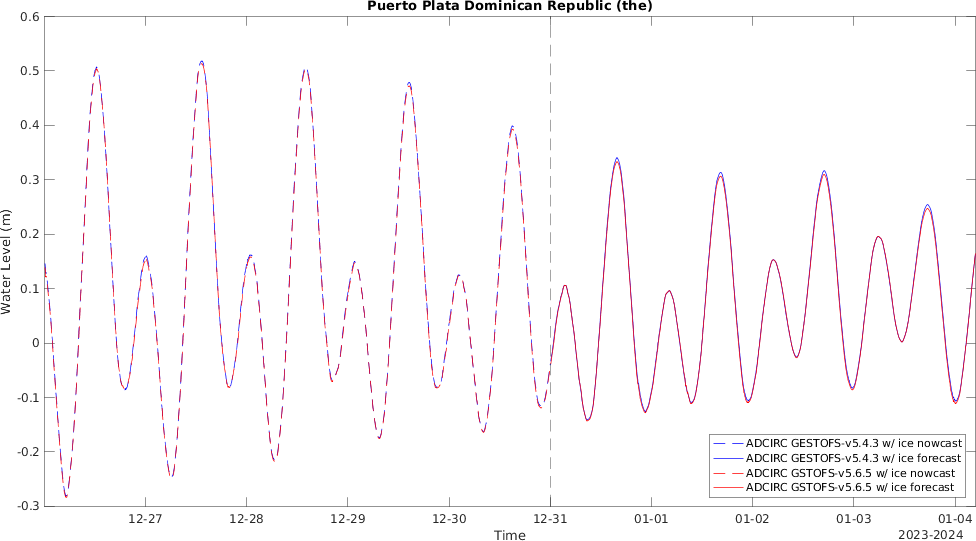 Puerto Plata Dominican Republic (the)
0.6
0.5
0.4
0.3
0.2
0.1
0
-0.1
-0.2
-0.3
Water Level (m)
ADCIRC GESTOFS-v5.4.3 w/ ice nowcast
ADCIRC GESTOFS-v5.4.3 w/ ice forecast
ADCIRC GSTOFS-v5.6.5 w/ ice nowcast
ADCIRC GSTOFS-v5.6.5 w/ ice forecast
12-27 12-28 12-29 12-30 12-31 01-01 01-02 01-03 01-04
Time
2023-2024